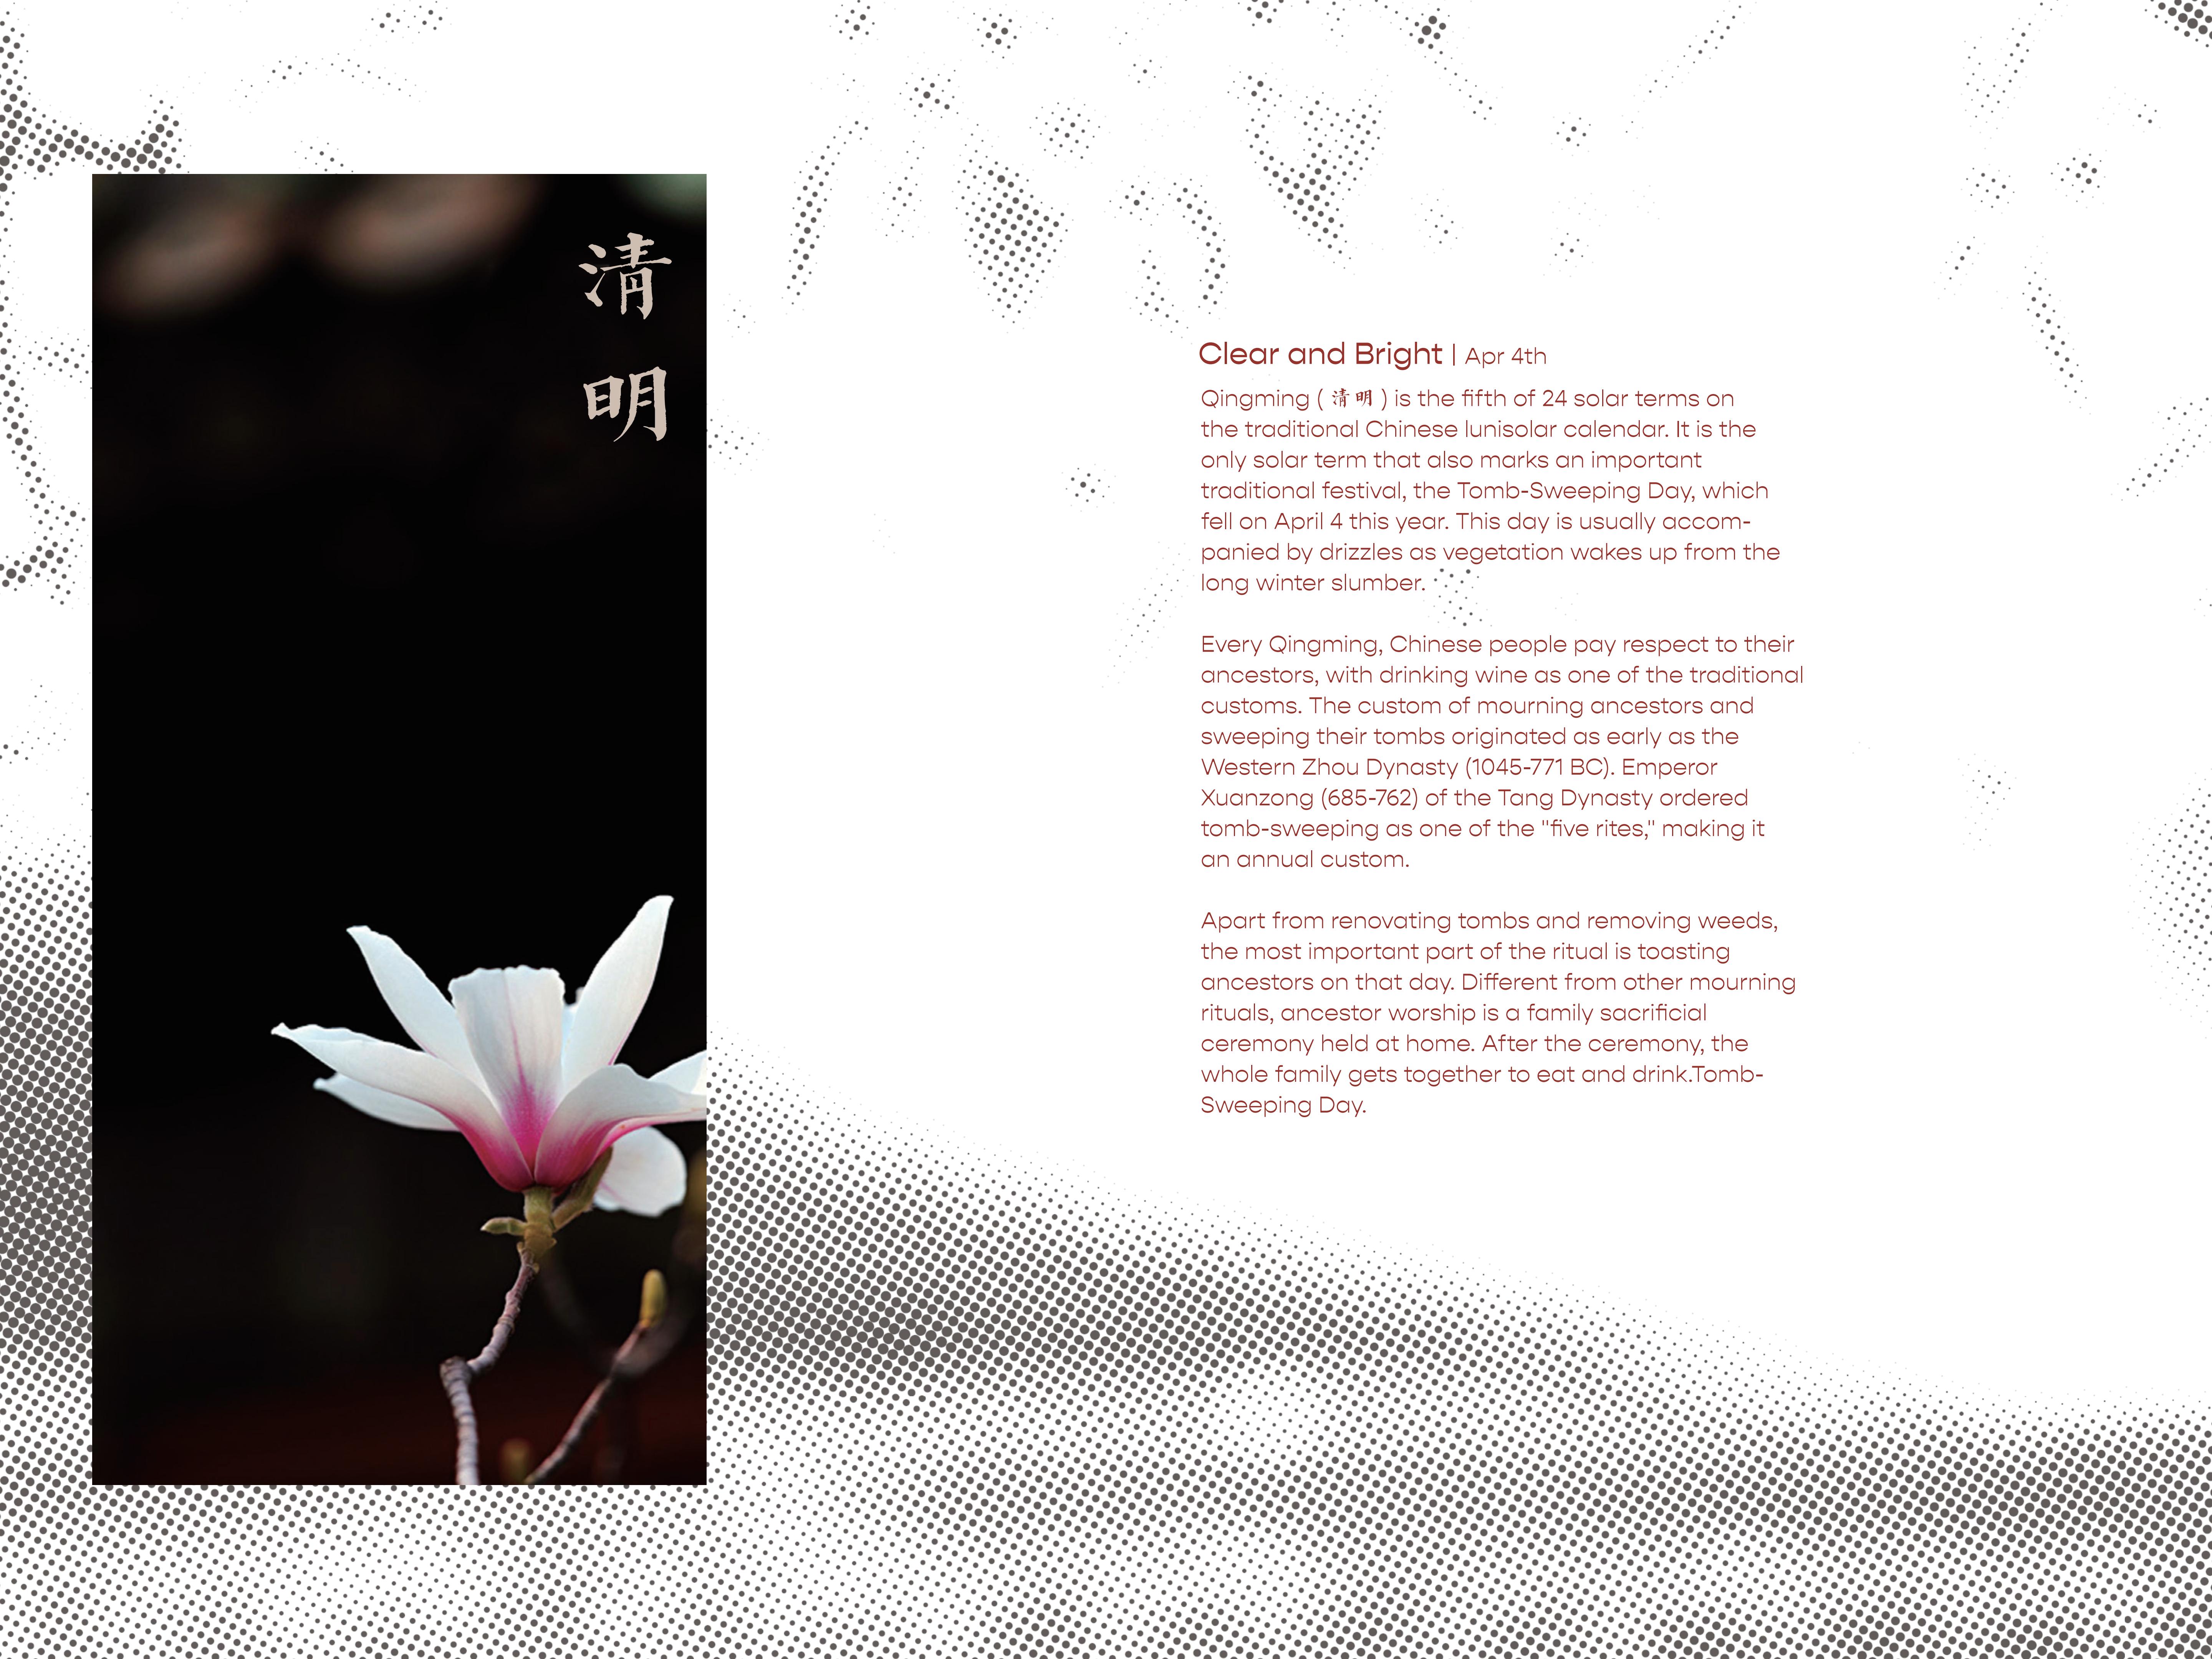 清
明
Clear and Bright | Apr 4th
Qingming ( 清明 ) is the fifth of 24 solar terms on
the traditional Chinese lunisolar calendar. It is the
only solar term that also marks an important
traditional festival, the Tomb-Sweeping Day, which
fell on April 4 this year. This day is usually accom-
panied by drizzles as vegetation wakes up from the
long winter slumber.
Every Qingming, Chinese people pay respect to their
ancestors, with drinking wine as one of the traditional
customs. The custom of mourning ancestors and
sweeping their tombs originated as early as the
Western Zhou Dynasty (1045-771 BC). Emperor
Xuanzong (685-762) of the Tang Dynasty ordered
tomb-sweeping as one of the "five rites," making it
an annual custom.
Apart from renovating tombs and removing weeds,
the most important part of the ritual is toasting
ancestors on that day. Different from other mourning
rituals, ancestor worship is a family sacrificial
ceremony held at home. After the ceremony, the
whole family gets together to eat and drink.Tomb-
Sweeping Day.